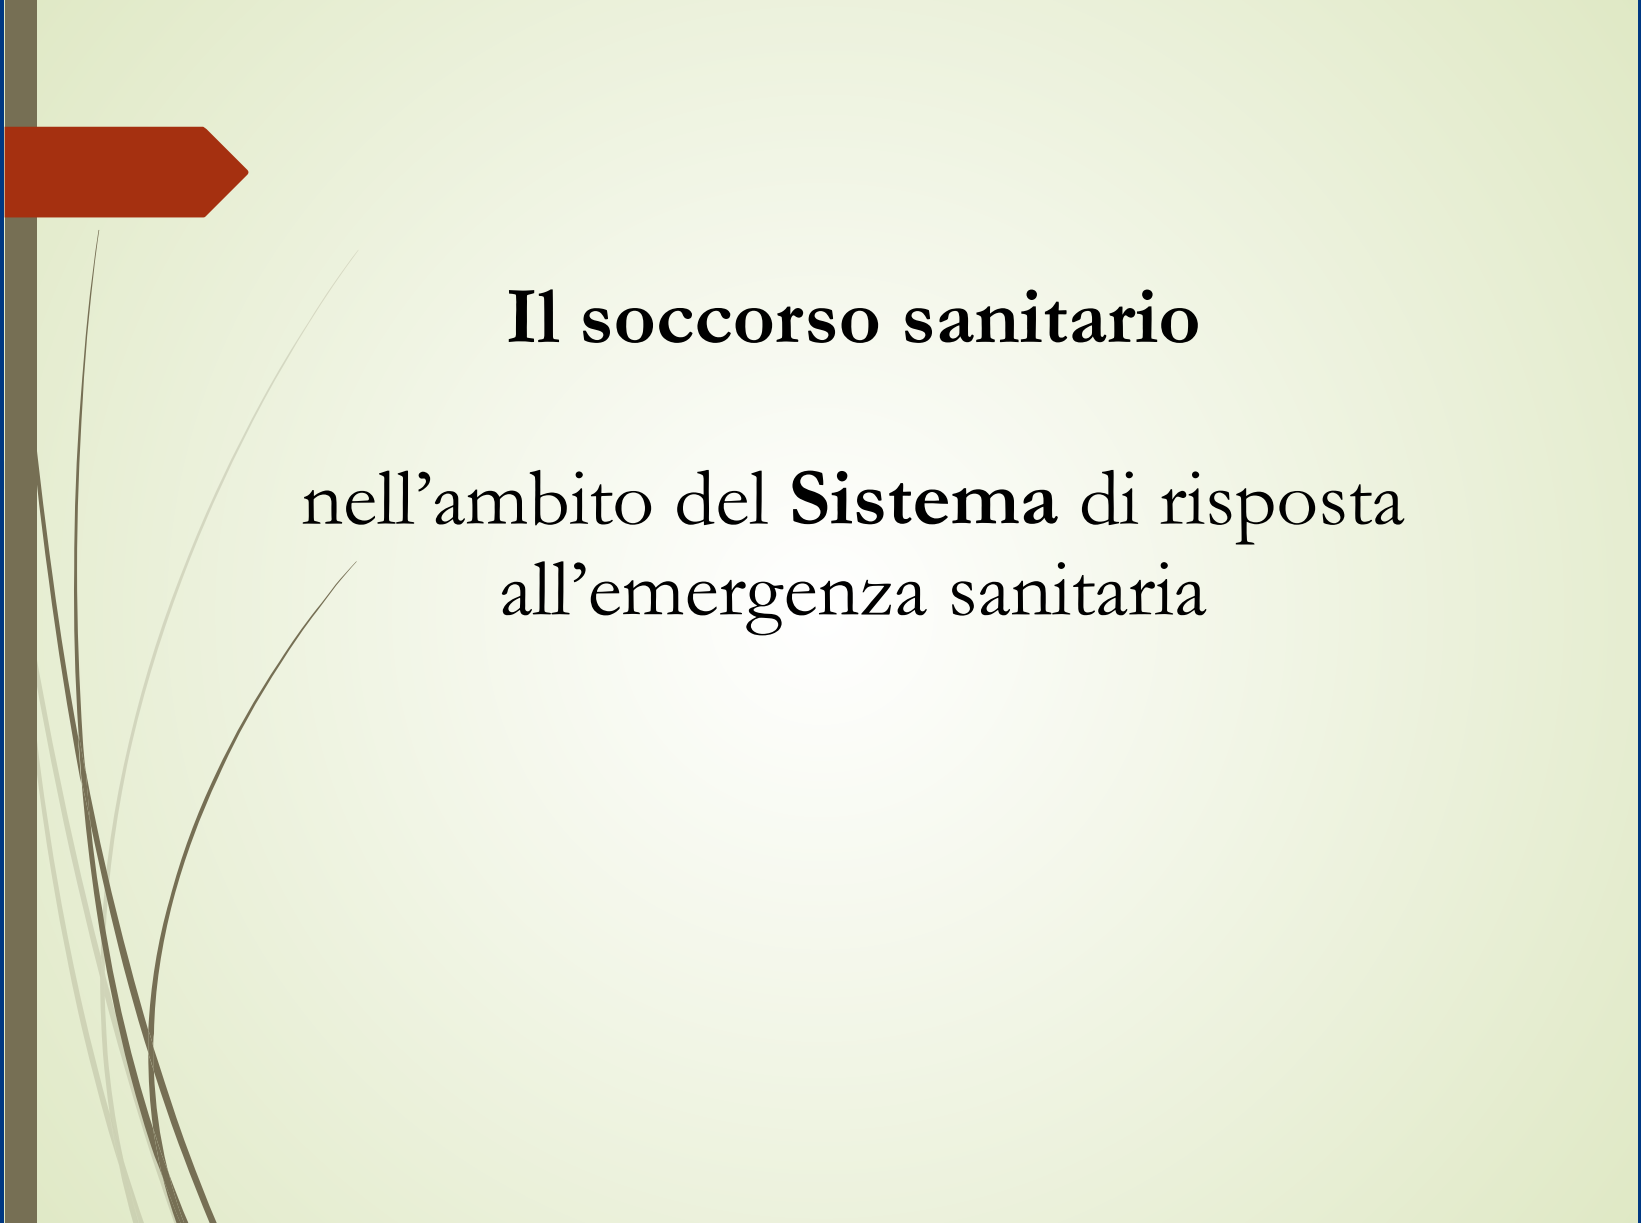 Il soccorso sanitario
nell’ambito del Sistema di risposta
all’emergenza sanitaria